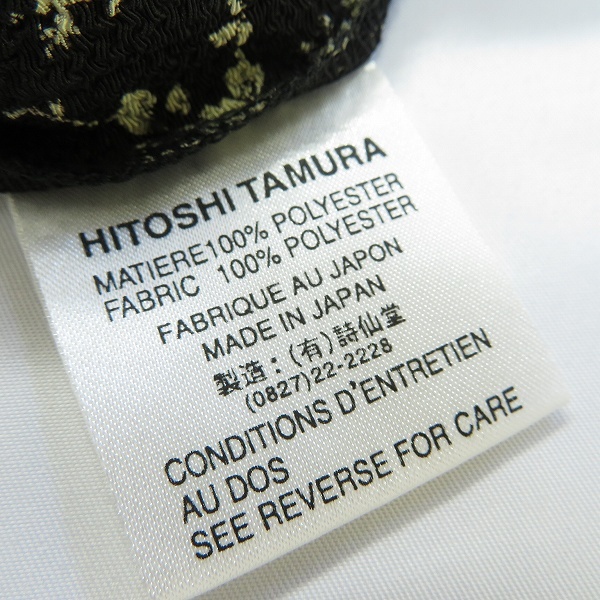 HITOSHI TAMURA
MATIERE100% POLYESTER
FABRIC 100% POLYESTER
FABRIQUE AU JAPON
MADE IN JAPAN
製造：(有)詩仙堂
(0827)22-2228
CONDITIONS D'ENTRETIEN
AU DOS
SEE REVERSE FOR CARE